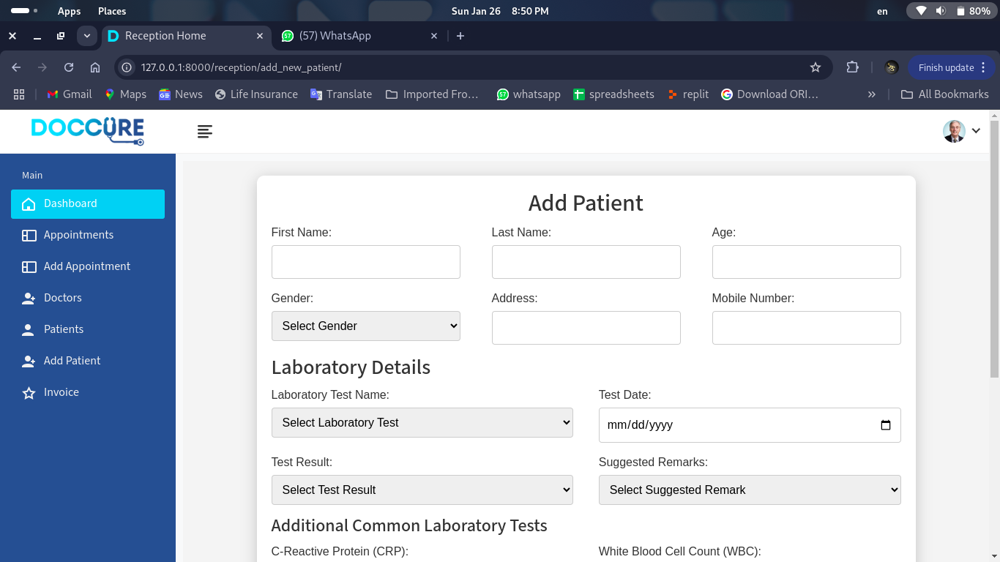 Apps Places Sun Jan 26 8:50 PM en 80%
Reception Home (57) WhatsApp
127.0.0.1:8000/reception/add_new_patient/ Finish update
Gmail Maps News Life Insurance Translate Imported Fro... whatsapp spreadsheets replit Download ORI... » All Bookmarks
DOCCURE
Main
Dashboard
Appointments
Add Appointment
Doctors
Patients
Add Patient
Invoice
Add Patient
First Name: Last Name: Age:
Gender: Address: Mobile Number:
Select Gender
Laboratory Details
Laboratory Test Name: Test Date:
Select Laboratory Test mm/dd/yyyy
Test Result: Suggested Remarks:
Select Test Result Select Suggested Remark
Additional Common Laboratory Tests
C-Reactive Protein (CRP): White Blood Cell Count (WBC):